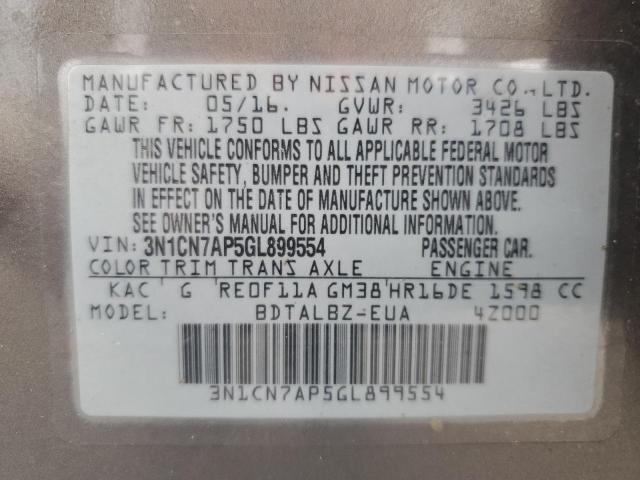 MANUFACTURED BY NISSAN MOTOR CO.,LTD.
DATE: 05/16. GVWR: 3426 LBS
GAWR FR: 1750 LBS GAWR RR: 1708 LBS
THIS VEHICLE CONFORMS TO ALL APPLICABLE FEDERAL MOTOR
VEHICLE SAFETY, BUMPER AND THEFT PREVENTION STANDARDS
IN EFFECT ON THE DATE OF MANUFACTURE SHOWN ABOVE.
SEE OWNER'S MANUAL FOR ADDITIONAL INFORMATION.
VIN: 3N1CN7AP5GL899554 PASSENGER CAR.
COLOR TRIM TRANS AXLE ENGINE
KAC G RE0F11A GM38 HR16DE 1598 CC
MODEL: BDTALBZ-EUA 4Z000
3N1CN7AP5GL899554